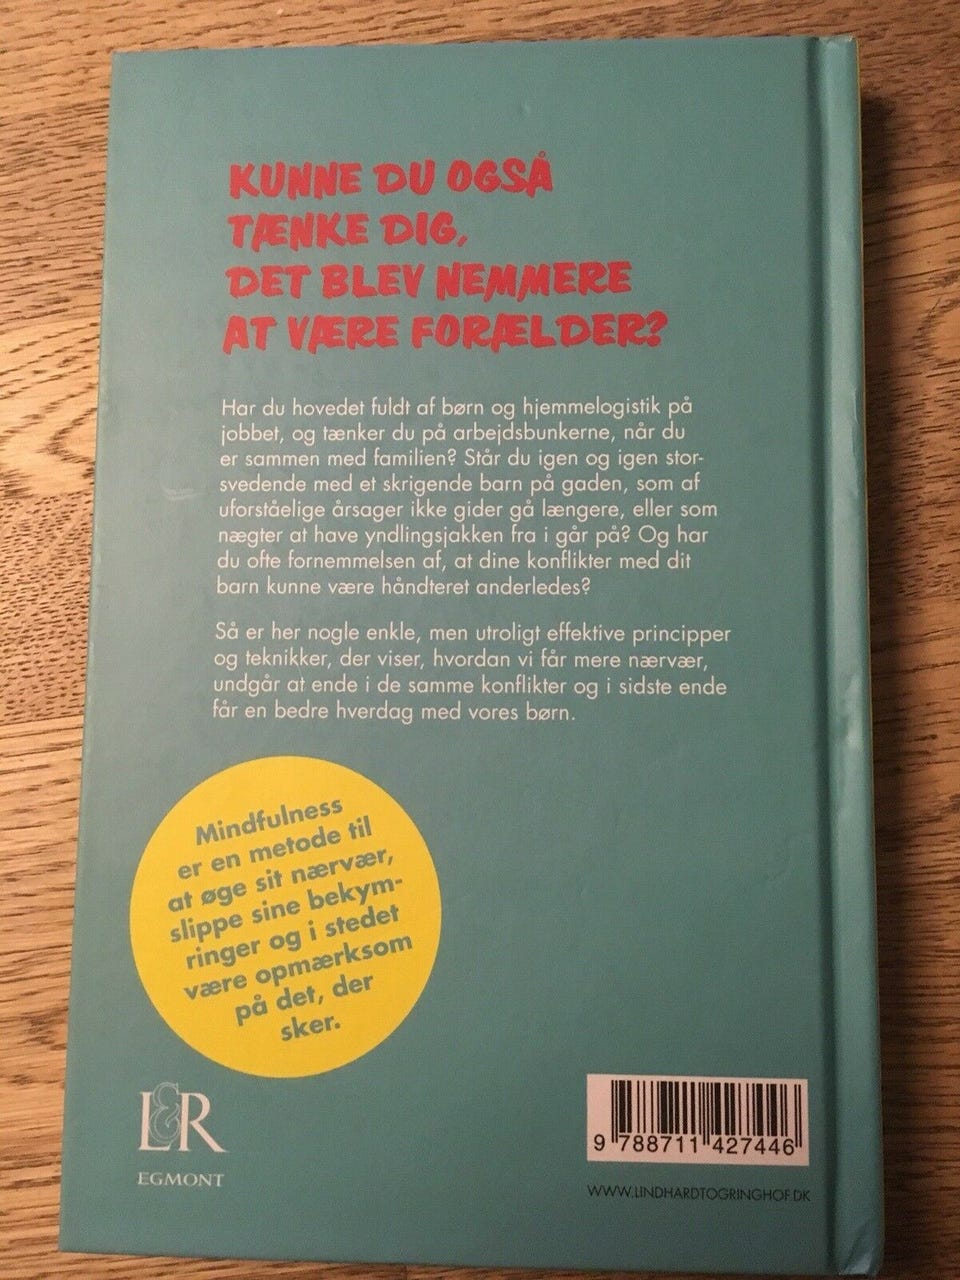 KUNNE DU OGSÅ
TÆNKE DIG,
DET BLEV NEMMERE
AT VÆRE FORÆLDER?
Har du hovedet fuldt af børn og hjemmelogistik på
jobbet, og tænker du på arbejdsbunkerne, når du
er sammen med familien? Står du igen og igen stor-
svedende med et skrigende barn på gaden, som af
uforståelige årsager ikke gider gå længere, eller som
nægter at have yndlingsjakken fra i går på? Og har
du ofte fornemmelsen af, at dine konflikter med dit
barn kunne være håndteret anderledes?
Så er her nogle enkle, men utroligt effektive principper
og teknikker, der viser, hvordan vi får mere nærvær,
undgår at ende i de samme konflikter og i sidste ende
får en bedre hverdag med vores børn.
Mindfulness
er en metode til
at øge sit nærvær,
slippe sine bekym-
ringer og i stedet
være opmærksom
på det, der
sker.
L&R
EGMONT
9 788711 427446
WWW.LINDHARDTOGRINGHOF.DK